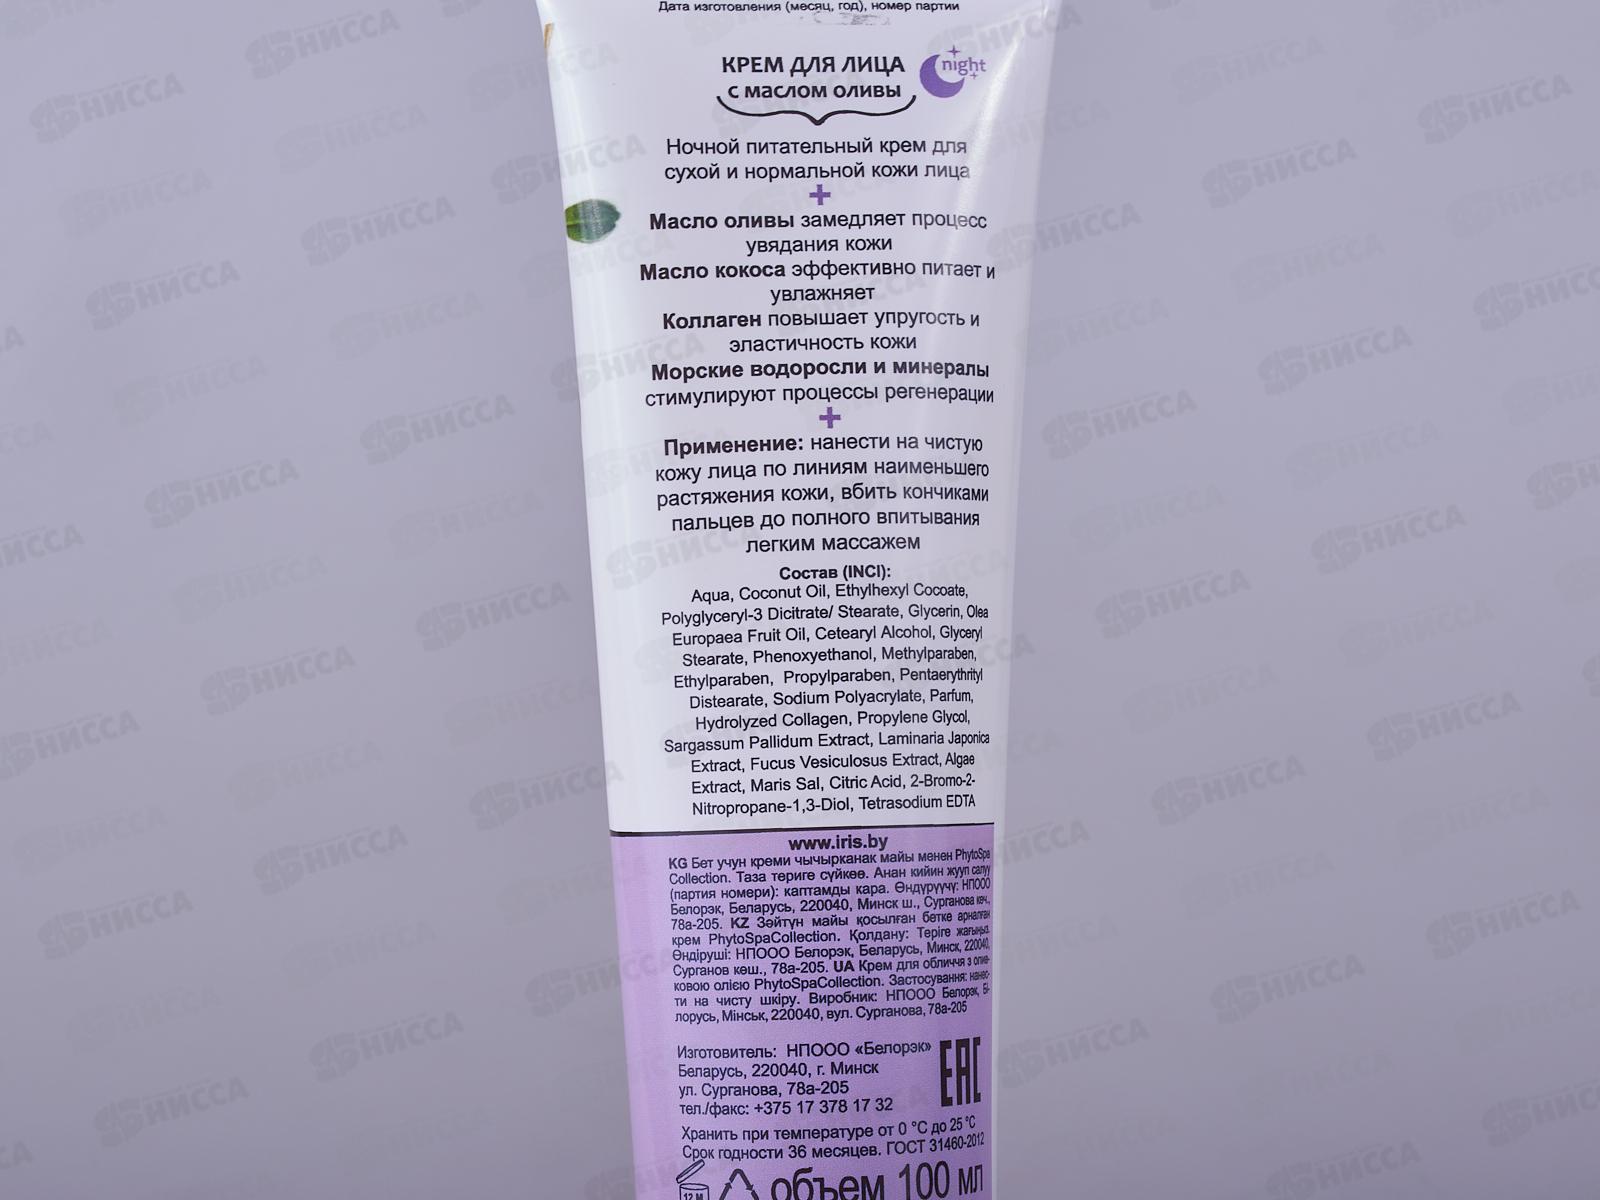 Дата изготовления (месяц, год), номер партии
КРЕМ ДЛЯ ЛИЦА
с маслом оливы
night
Ночной питательный крем для
сухой и нормальной кожи лица
+
Масло оливы замедляет процесс
увядания кожи
Масло кокоса эффективно питает и
увлажняет
Коллаген повышает упругость и
эластичность кожи
Морские водоросли и минералы
стимулируют процессы регенерации
+
Применение: нанести на чистую
кожу лица по линиям наименьшего
растяжения кожи, вбить кончиками
пальцев до полного впитывания
легким массажем
Состав (INCI):
Aqua, Coconut Oil, Ethylhexyl Cocoate,
Polyglyceryl-3 Dicitrate/ Stearate, Glycerin, Olea
Europaea Fruit Oil, Cetearyl Alcohol, Glyceryl
Stearate, Phenoxyethanol, Methylparaben,
Ethylparaben, Propylparaben, Pentaerythrityl
Distearate, Sodium Polyacrylate, Parfum,
Hydrolyzed Collagen, Propylene Glycol,
Sargassum Pallidum Extract, Laminaria Japonica
Extract, Fucus Vesiculosus Extract, Algae
Extract, Maris Sal, Citric Acid, 2-Bromo-2-
Nitropropane-1,3-Diol, Tetrasodium EDTA
www.iris.by
KG Бет учун креми чычырканак майы менен PhytoSpa
Collection. Таза териге сүйкөө. Анан кийин жууп салуу
(партия номери): каптамды кара. Өндүрүүчү: НПООО
Белорэк, Беларусь, 220040, Минск ш., Сурганова көч.,
78а-205. KZ Зәйтүн майы қосылған бетке арналған
крем PhytoSpaCollection. Қолдану: Теріге жағыңыз.
Өндіруші: НПООО Белорэк, Беларусь, Минск, 220040,
Сурганов көш., 78а-205. UA Крем для обличчя з олив-
ковою олією PhytoSpaCollection. Застосування: нанес-
ти на чисту шкіру. Виробник: НПООО Белорэк, Бі-
лорусь, Мінськ, 220040, вул. Сурганова, 78а-205
Изготовитель: НПООО «Белорэк»
Беларусь, 220040, г. Минск
ул. Сурганова, 78а-205
тел./факс: +375 17 378 17 32
EAC
Хранить при температуре от 0 °С до 25 °С
Срок годности 36 месяцев. ГОСТ 31460-2012
12 М
объем 100 мл
НИССА